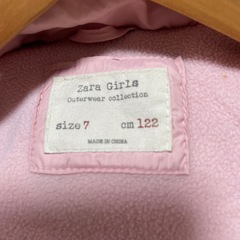 Zara Girls
Outerwear collection
size 7 cm 122
MADE IN CHINA